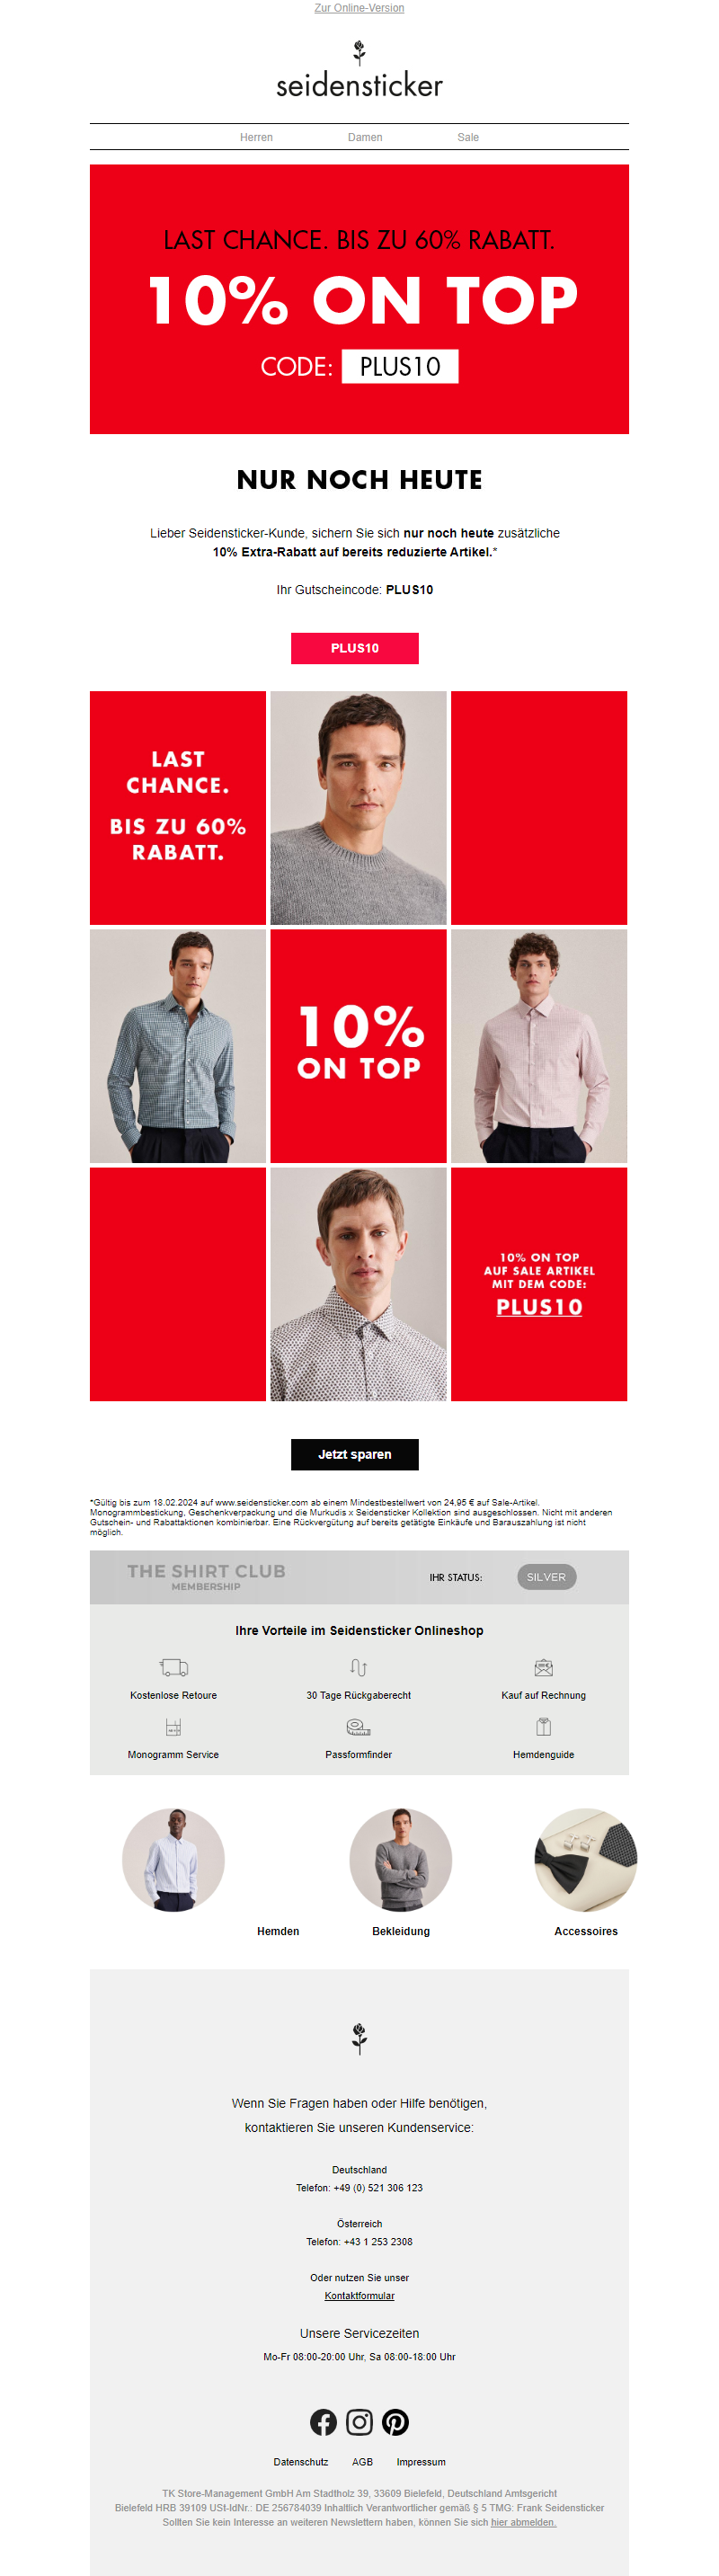 Zur Online-Version
seidensticker
Herren Damen Sale
LAST CHANCE. BIS ZU 60% RABATT.
10% ON TOP
CODE: PLUS10
NUR NOCH HEUTE
Lieber Seidensticker-Kunde, sichern Sie sich nur noch heute zusätzliche
10% Extra-Rabatt auf bereits reduzierte Artikel.*
Ihr Gutscheincode: PLUS10
PLUS10
LAST
CHANCE.
BIS ZU 60%
RABATT.
10%
ON TOP
10% ON TOP
AUF SALE ARTIKEL
MIT DEM CODE:
PLUS10
Jetzt sparen
*Gültig bis zum 18.02.2024 auf www.seidensticker.com ab einem Mindestbestellwert von 24,95 € auf Sale-Artikel.
Monogrammbestickung, Geschenkverpackung und die Murkudis x Seidensticker Kollektion sind ausgeschlossen. Nicht mit anderen
Gutschein- und Rabattaktionen kombinierbar. Eine Rückvergütung auf bereits getätigte Einkäufe und Barauszahlung ist nicht
möglich.
THE SHIRT CLUB
MEMBERSHIP
IHR STATUS: SILVER
Ihre Vorteile im Seidensticker Onlineshop
Kostenlose Retoure 30 Tage Rückgaberecht Kauf auf Rechnung
Monogramm Service Passformfinder Hemdenguide
Hemden Bekleidung Accessoires
Wenn Sie Fragen haben oder Hilfe benötigen,
kontaktieren Sie unseren Kundenservice:
Deutschland
Telefon: +49 (0) 521 306 123
Österreich
Telefon: +43 1 253 2308
Oder nutzen Sie unser
Kontaktformular
Unsere Servicezeiten
Mo-Fr 08:00-20:00 Uhr, Sa 08:00-18:00 Uhr
Datenschutz AGB Impressum
TK Store-Management GmbH Am Stadtholz 39, 33609 Bielefeld, Deutschland Amtsgericht
Bielefeld HRB 39109 USt-IdNr.: DE 256784039 Inhaltlich Verantwortlicher gemäß § 5 TMG: Frank Seidensticker
Sollten Sie kein Interesse an weiteren Newslettern haben, können Sie sich hier abmelden.